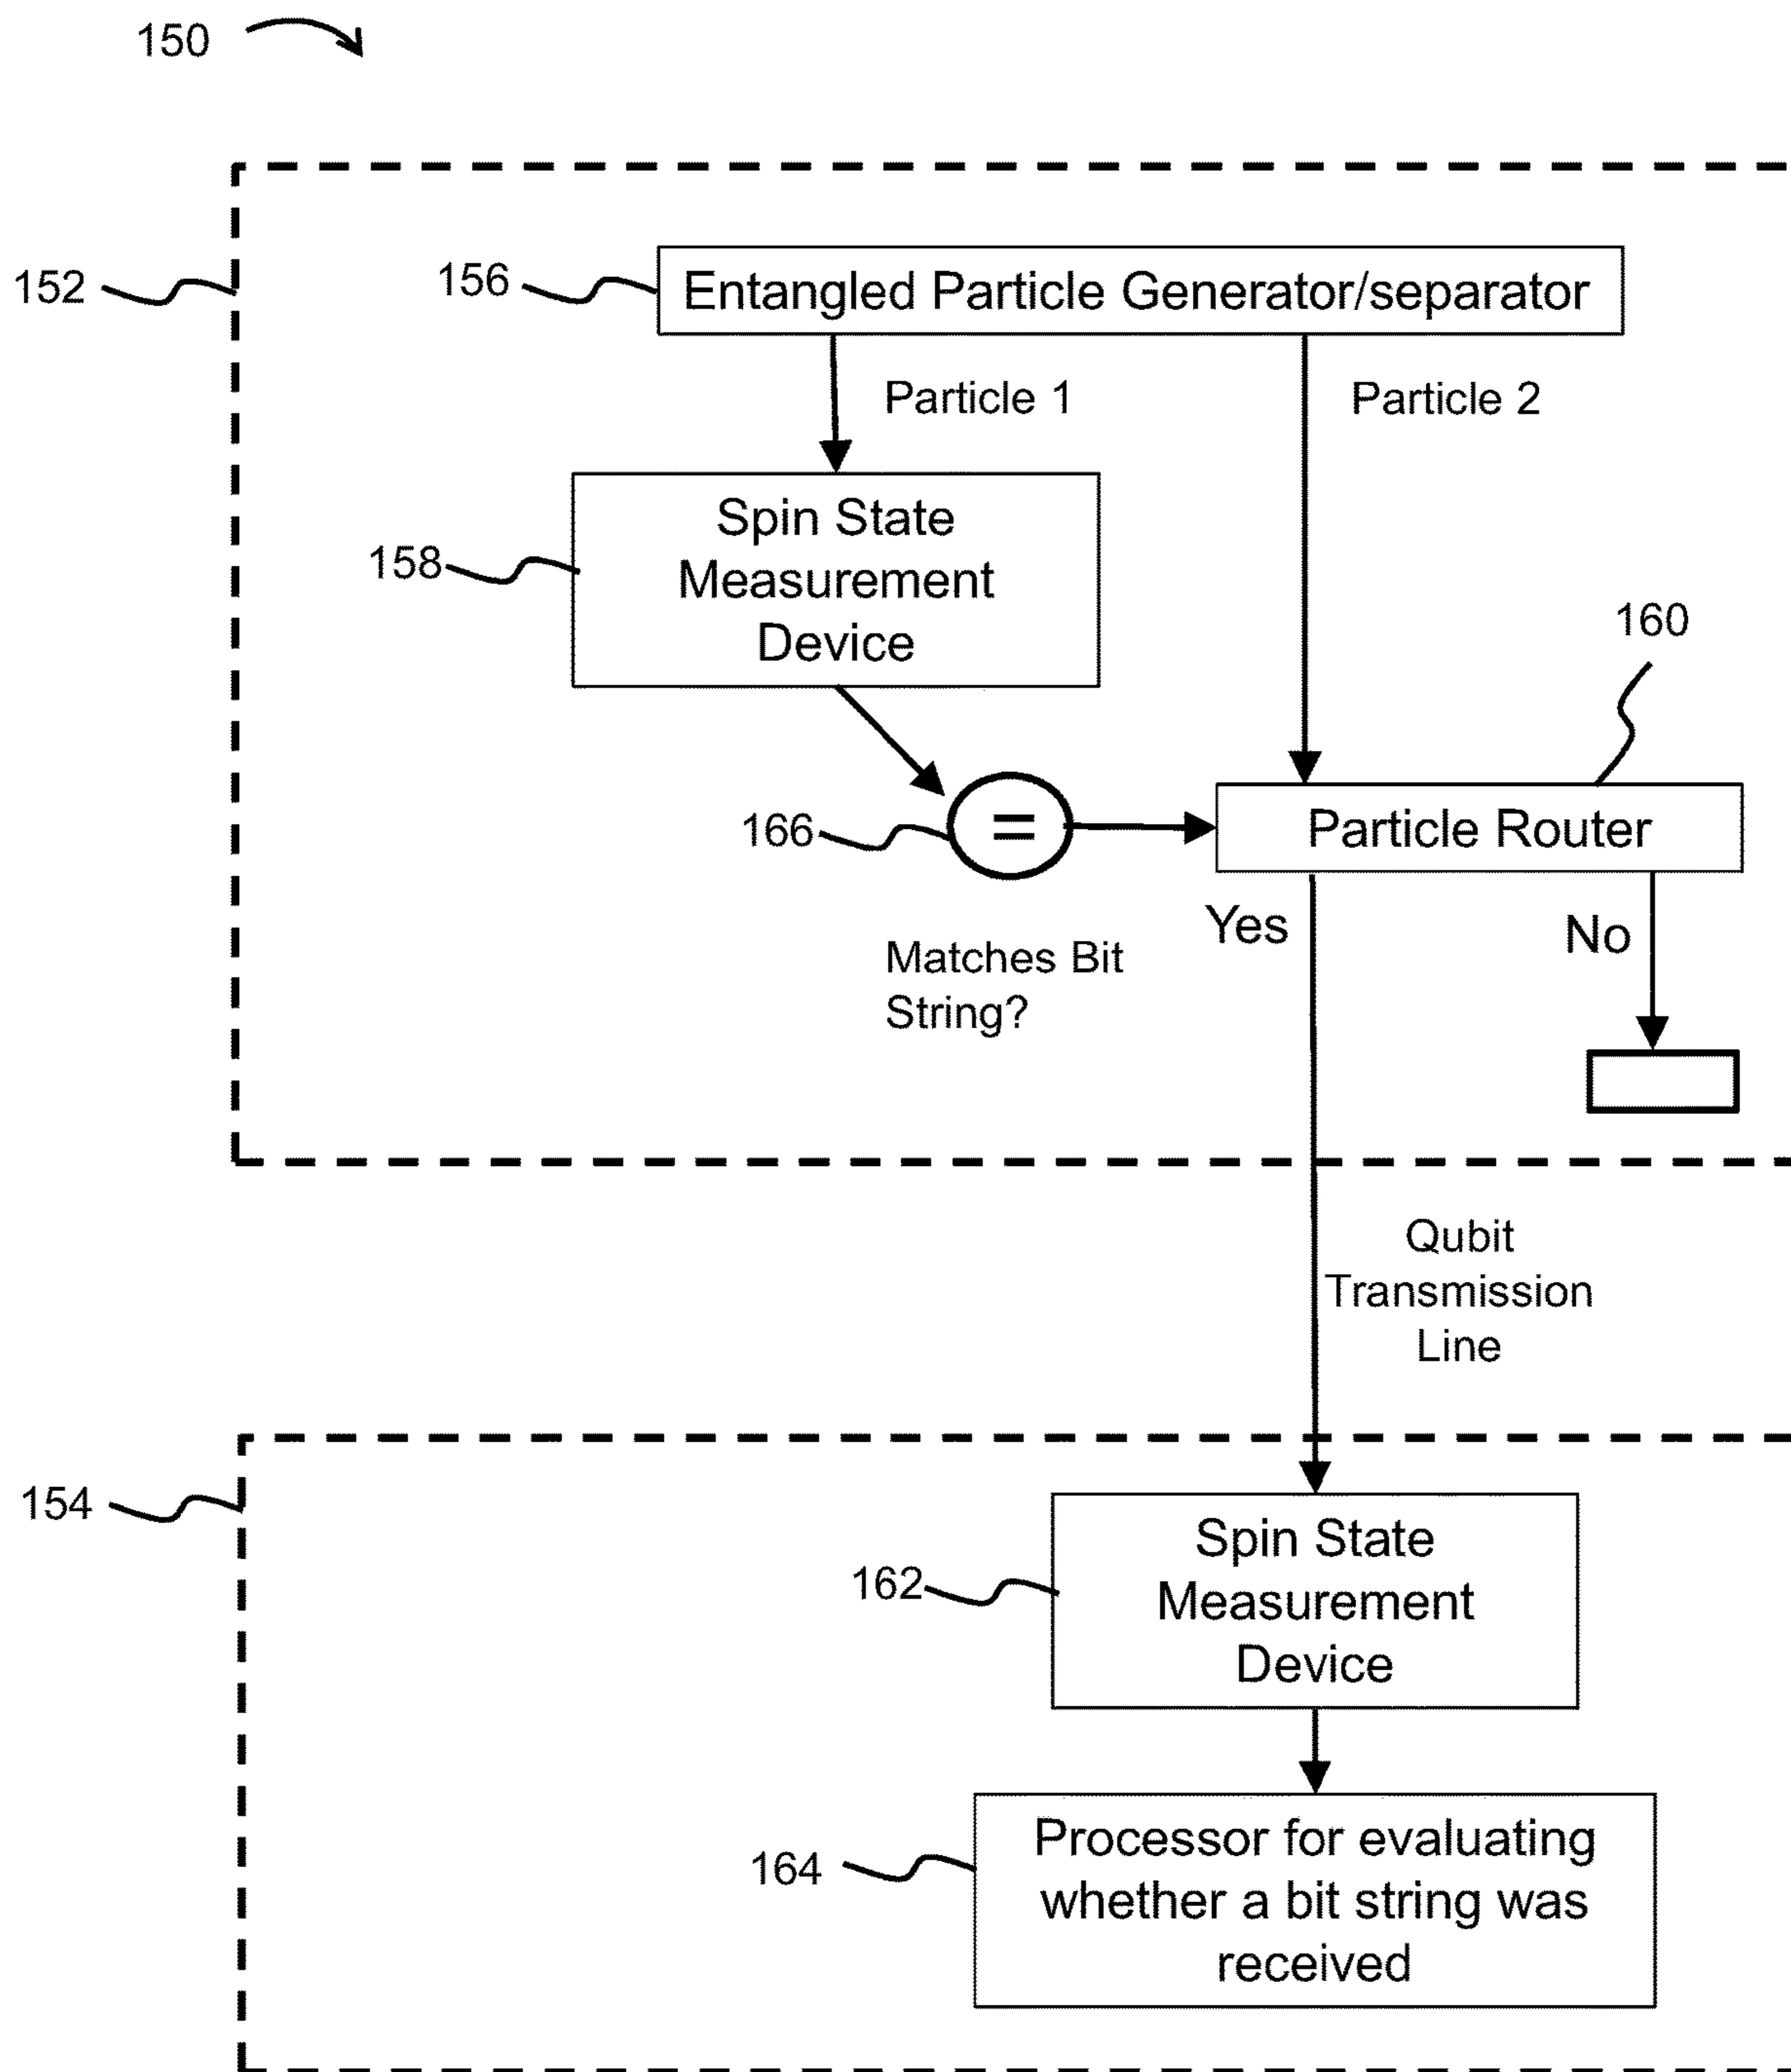 150
152
156
Entangled Particle Generator/separator
Particle 1
Particle 2
158
Spin State
Measurement
Device
160
166
=
Particle Router
Yes
No
Matches Bit
String?
Qubit
Transmission
Line
154
162
Spin State
Measurement
Device
164
Processor for evaluating
whether a bit string was
received